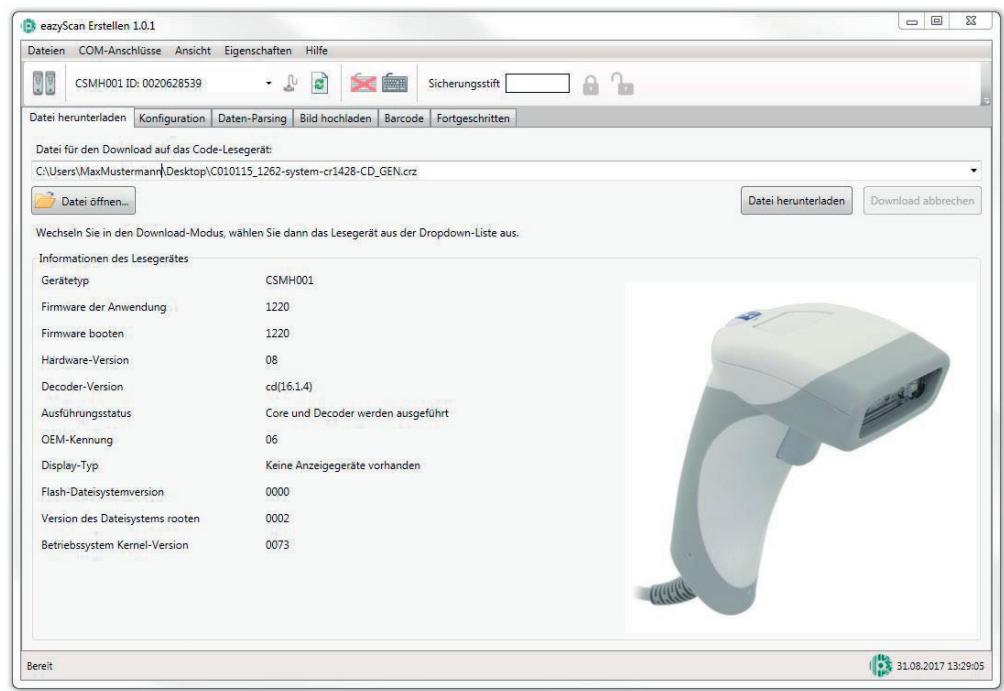 eazyScan Erstellen 1.0.1
Dateien COM-Anschlüsse Ansicht Eigenschaften Hilfe
CSMH001 ID: 0020628539 Sicherungsstift
Datei herunterladen Konfiguration Daten-Parsing Bild hochladen Barcode Fortgeschritten
Datei für den Download auf das Code-Lesegerät:
C:\Users\MaxMustermann\Desktop\C010115_1262-system-cr1428-CD_GEN.crz
Datei öffnen... Datei herunterladen Download abbrechen
Wechseln Sie in den Download-Modus, wählen Sie dann das Lesegerät aus der Dropdown-Liste aus.
Informationen des Lesegerätes
Gerätetyp CSMH001
Firmware der Anwendung 1220
Firmware booten 1220
Hardware-Version 08
Decoder-Version cd(16.1.4)
Ausführungsstatus Core und Decoder werden ausgeführt
OEM-Kennung 06
Display-Typ Keine Anzeigegeräte vorhanden
Flash-Dateisystemversion 0000
Version des Dateisystems rooten 0002
Betriebssystem Kernel-Version 0073
Bereit 31.08.2017 13:29:05